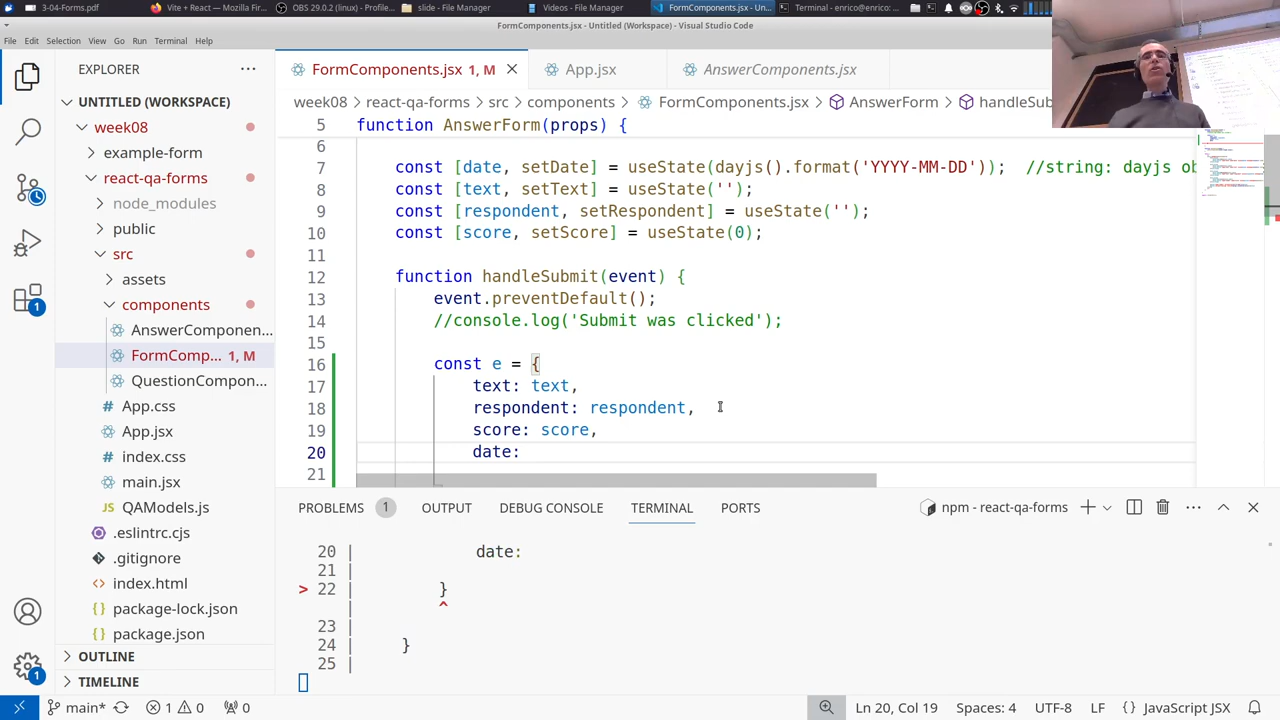 3-04-Forms.pdf
Vite + React — Mozilla Fir...
OBS 29.0.2 (linux) (Profile...
slide - File Manager
Videos - File Manager
FormComponents.jsx - Un...
Terminal - enrico@enrico:
FormComponents.jsx - Untitled (Workspace) - Visual Studio Code
File Edit Selection View Go Run Terminal Help
EXPLORER
UNTITLED (WORKSPACE)
week08
example-form
react-qa-forms
node_modules
public
src
assets
components
AnswerComponen...
FormComp... 1, M
QuestionCompon...
App.css
App.jsx
index.css
main.jsx
QAModels.js
.eslintrc.cjs
.gitignore
index.html
package-lock.json
package.json
OUTLINE
TIMELINE
FormComponents.jsx 1, M
App.jsx
AnswerComponents.jsx
week08 > react-qa-forms > src > components > FormComponents.jsx > AnswerForm > handleSub
5 function AnswerForm(props) {
6
7 const [date, setDate] = useState(dayjs().format('YYYY-MM-DD')); //string: dayjs ob
8 const [text, setText] = useState('');
9 const [respondent, setRespondent] = useState('');
10 const [score, setScore] = useState(0);
11
12 function handleSubmit(event) {
13 event.preventDefault();
14 //console.log('Submit was clicked');
15
16 const e = {
17 text: text,
18 respondent: respondent,
19 score: score,
20 date:
21
PROBLEMS 1 OUTPUT DEBUG CONSOLE TERMINAL PORTS
npm - react-qa-forms
20 | date:
21 |
> 22 | }
| ^
23 |
24 | }
25 |
main* 1 0 0
Ln 20, Col 19 Spaces: 4 UTF-8 LF {} JavaScript JSX